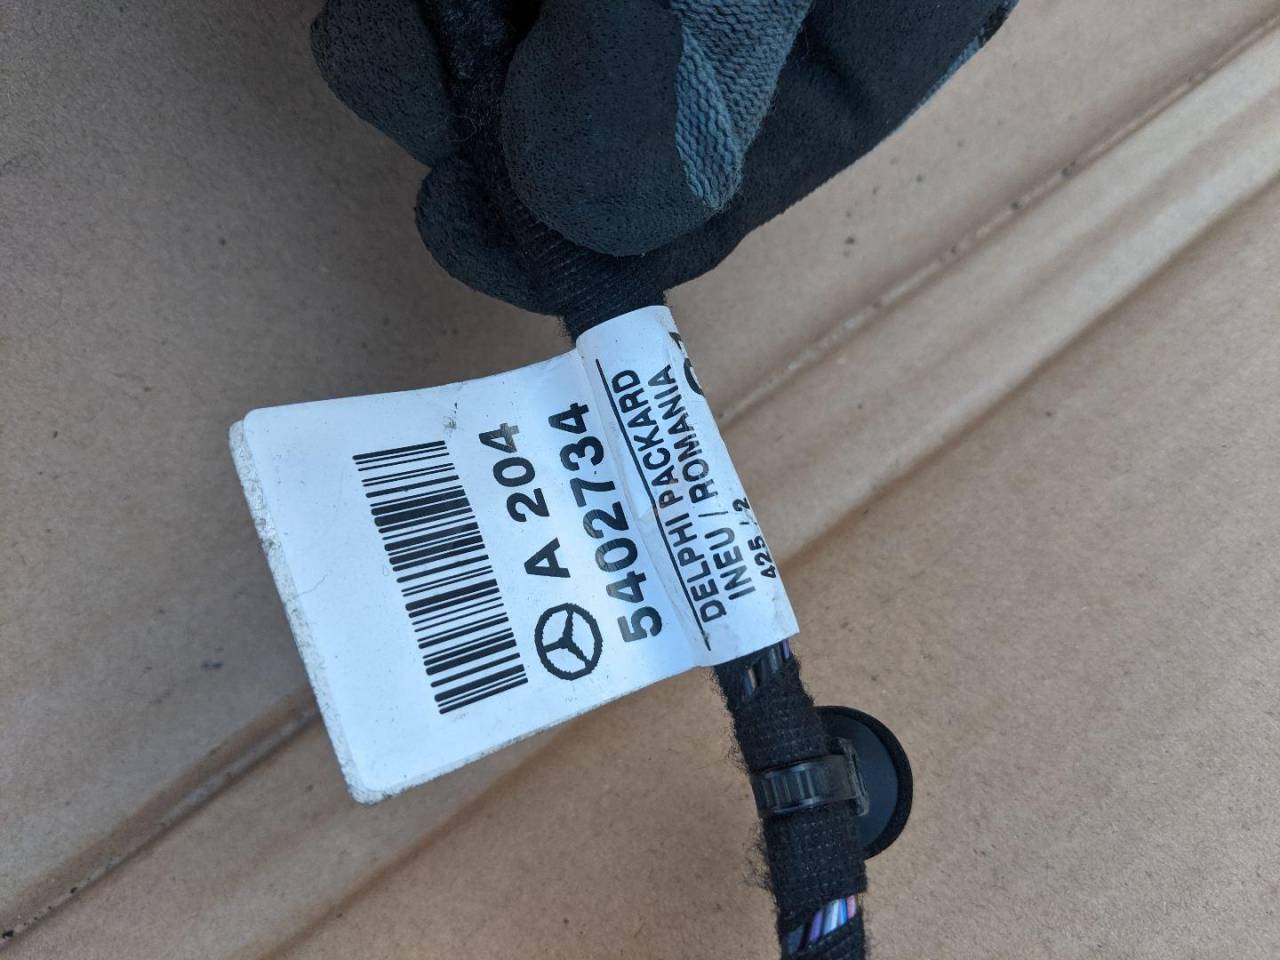 A 204
5402734
DELPHI PACKARD
INEU / ROMANIA